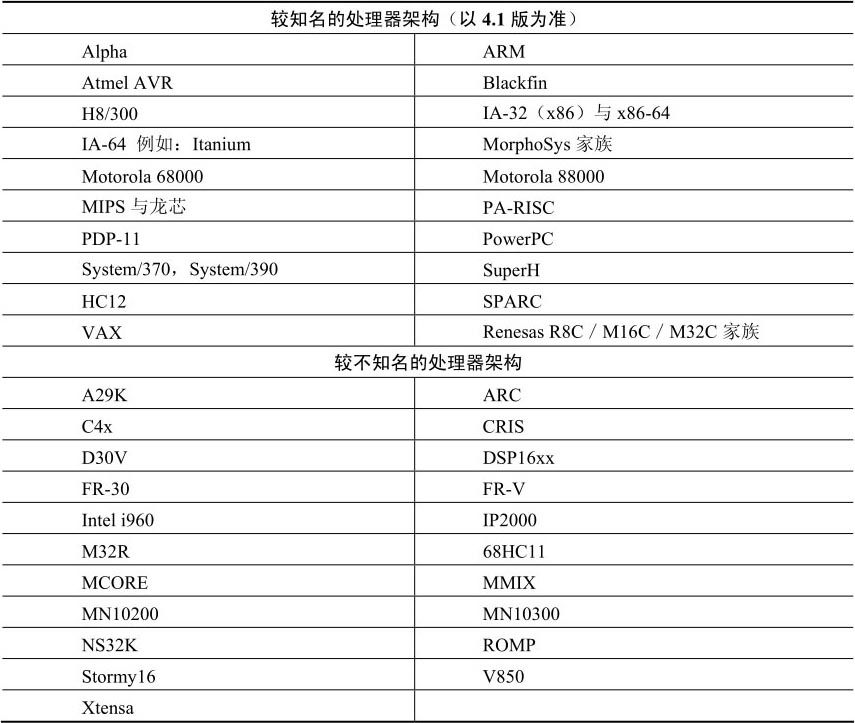 较知名的处理器架构（以 4.1 版为准）
Alpha ARM
Atmel AVR Blackfin
H8/300 IA-32（x86）与 x86-64
IA-64 例如：Itanium MorphoSys 家族
Motorola 68000 Motorola 88000
MIPS 与龙芯 PA-RISC
PDP-11 PowerPC
System/370，System/390 SuperH
HC12 SPARC
VAX Renesas R8C／M16C／M32C 家族
较不知名的处理器架构
A29K ARC
C4x CRIS
D30V DSP16xx
FR-30 FR-V
Intel i960 IP2000
M32R 68HC11
MCORE MMIX
MN10200 MN10300
NS32K ROMP
Stormy16 V850
Xtensa